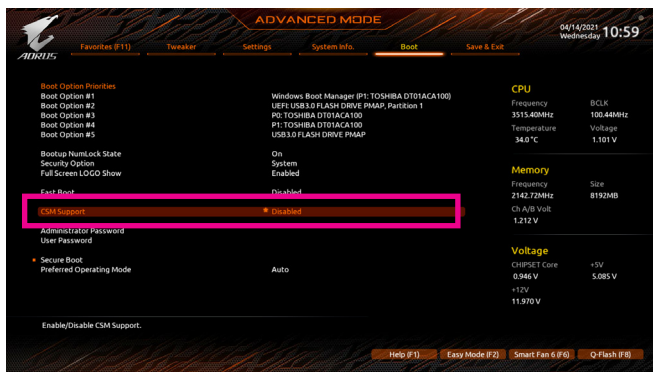 ADVANCED MODE
04/14/2021
Wednesday 10:59
AORUS
Favorites (F11) Tweaker Settings System Info. Boot Save & Exit
Boot Option Priorities
Boot Option #1 Windows Boot Manager (P1: TOSHIBA DT01ACA100)
Boot Option #2 UEFI: USB3.0 FLASH DRIVE PMAP, Partition 1
Boot Option #3 P0: TOSHIBA DT01ACA100
Boot Option #4 P1: TOSHIBA DT01ACA100
Boot Option #5 USB3.0 FLASH DRIVE PMAP
Bootup NumLock State On
Security Option System
Full Screen LOGO Show Enabled
Fast Boot Disabled
CSM Support * Disabled
Administrator Password
User Password
Secure Boot
Preferred Operating Mode Auto
CPU
Frequency BCLK
3515.40MHz 100.44MHz
Temperature Voltage
34.0 °C 1.101 V
Memory
Frequency Size
2142.72MHz 8192MB
Ch A/B Volt
1.212 V
Voltage
CHIPSET Core +5V
0.946 V 5.085 V
+12V
11.970 V
Enable/Disable CSM Support.
Help (F1) Easy Mode (F2) Smart Fan 6 (F6) Q-Flash (F8)